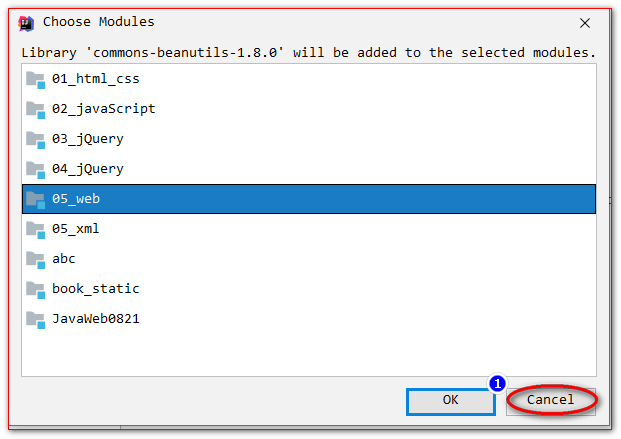 Choose Modules
Library 'commons-beanutils-1.8.0' will be added to the selected modules.
01_html_css
02_javaScript
03_jQuery
04_jQuery
05_web
05_xml
abc
book_static
JavaWeb0821
1
OK Cancel